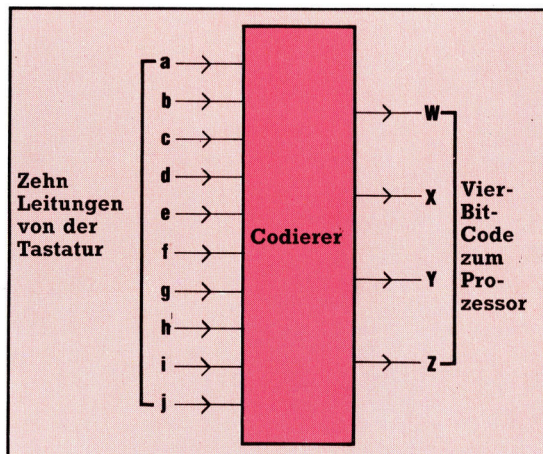 Zehn
Leitungen
von der
Tastatur
a
b
c
d
e
f
g
h
i
j
Codierer
W
X
Y
Z
Vier-
Bit-
Code
zum
Pro-
zessor